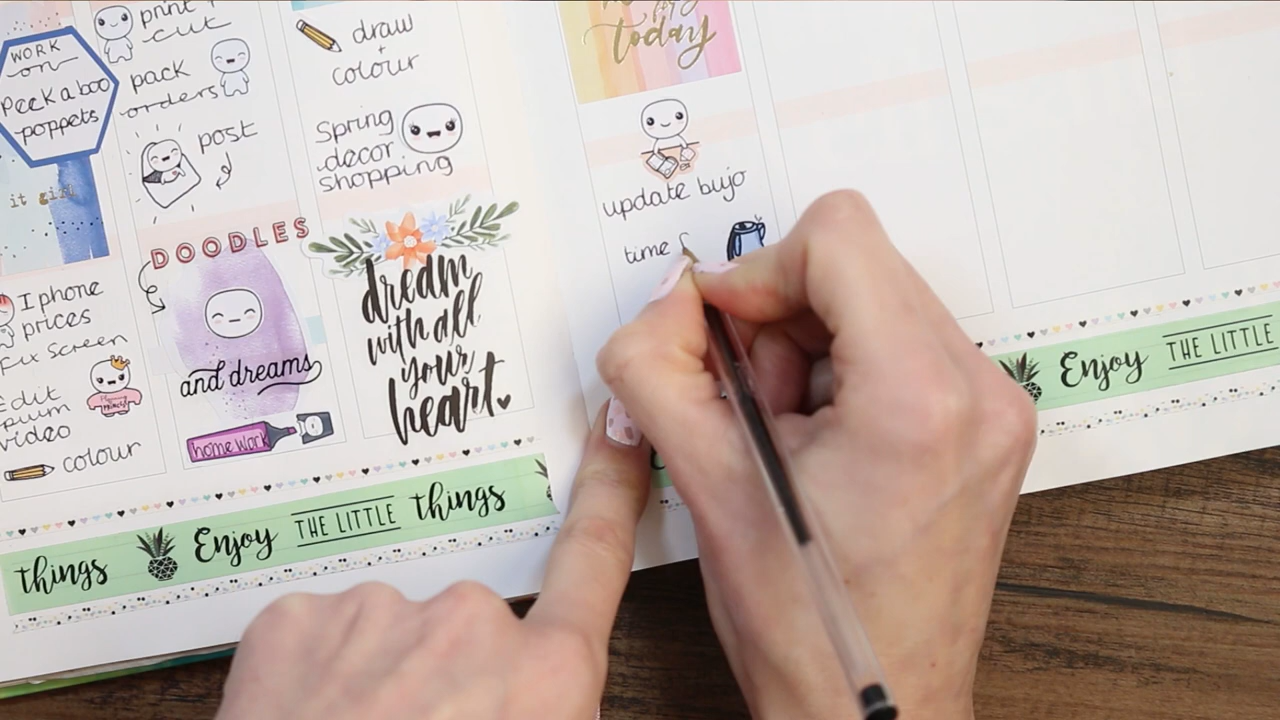 WORK
on
Peek a boo
poppets
it girl
I phone
prices
Fix Screen
Edit
video
colour
print +
cut
pack
orders
post
DOODLES
and dreams
home work
draw
+
colour
Spring
decor
shopping
dream
with all
your
heart
today
update bujo
time
things Enjoy THE LITTLE things
Enjoy THE LITTLE